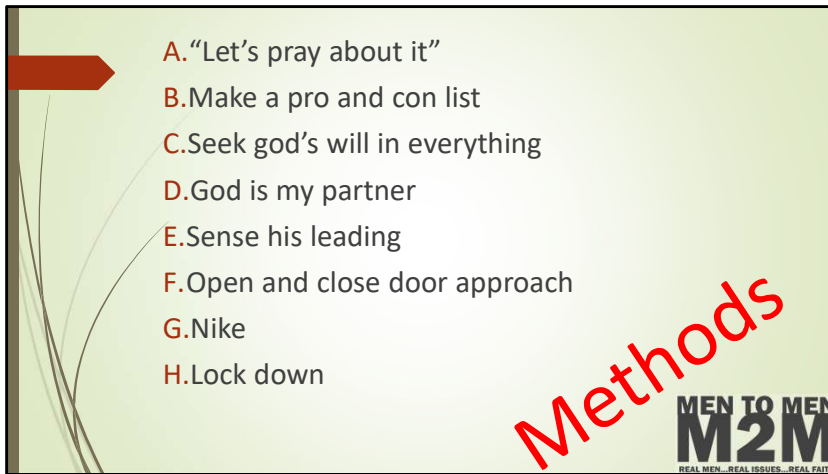 A.“Let’s pray about it”
B.Make a pro and con list
C.Seek god’s will in everything
D.God is my partner
E.Sense his leading
F.Open and close door approach
G.Nike
H.Lock down
Methods
MEN TO MEN
M2M
REAL MEN...REAL ISSUES...REAL FAIT